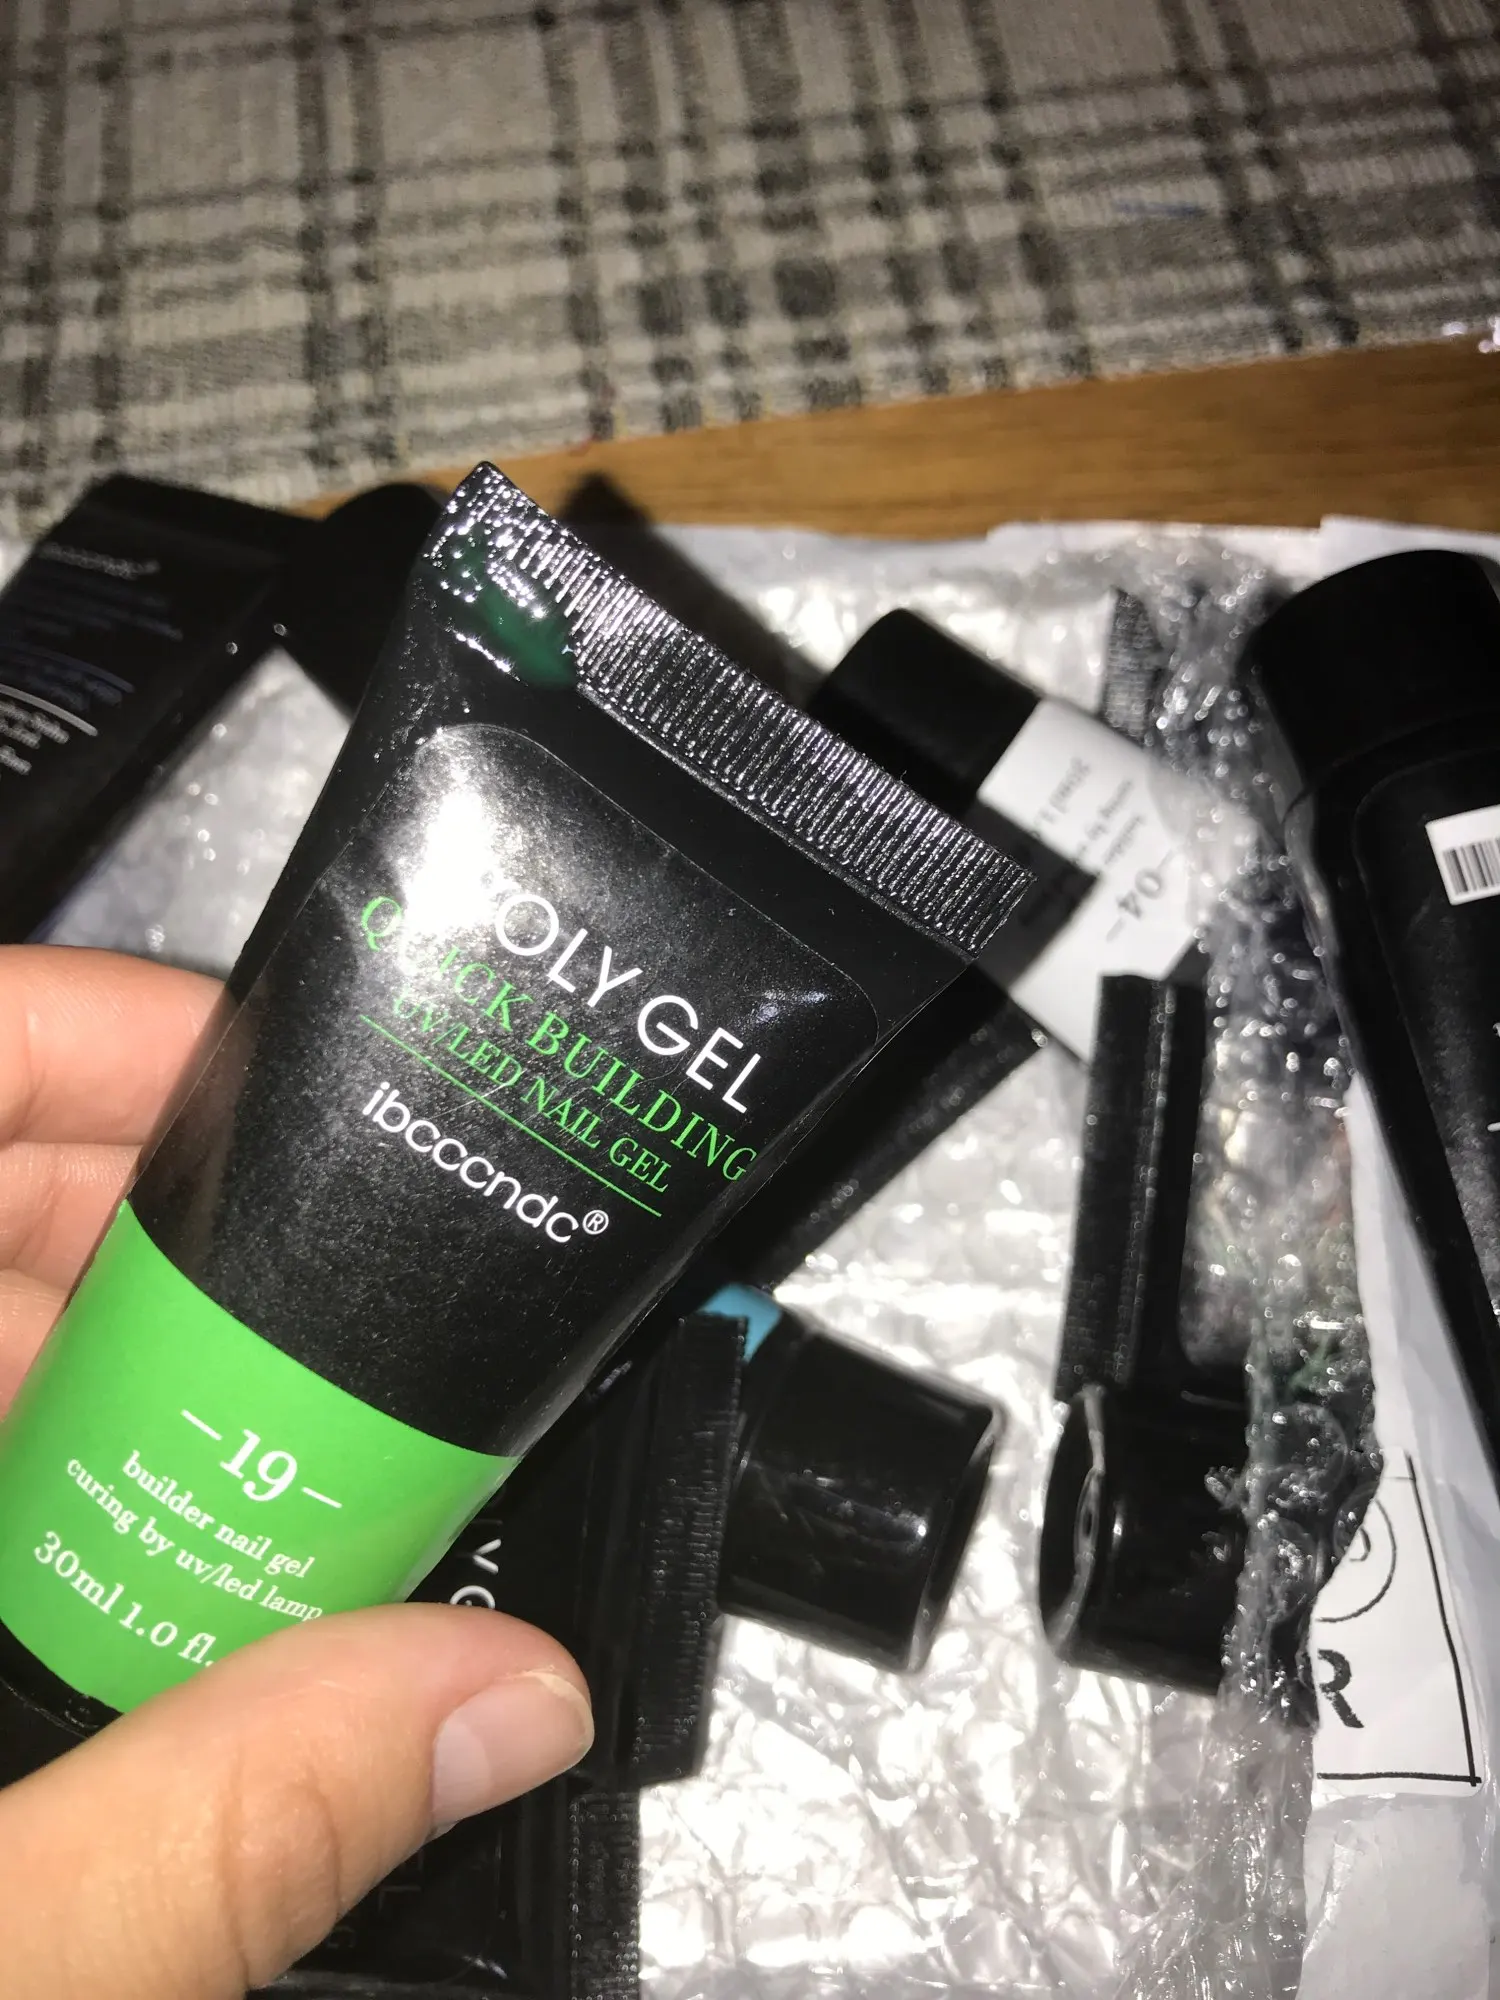 POLY GEL
QUICK BUILDING
UV/LED NAIL GEL
ibcccndc®
—19—
builder nail gel
curing by uv/led lamp
30ml 1.0 fl.
-04-
R